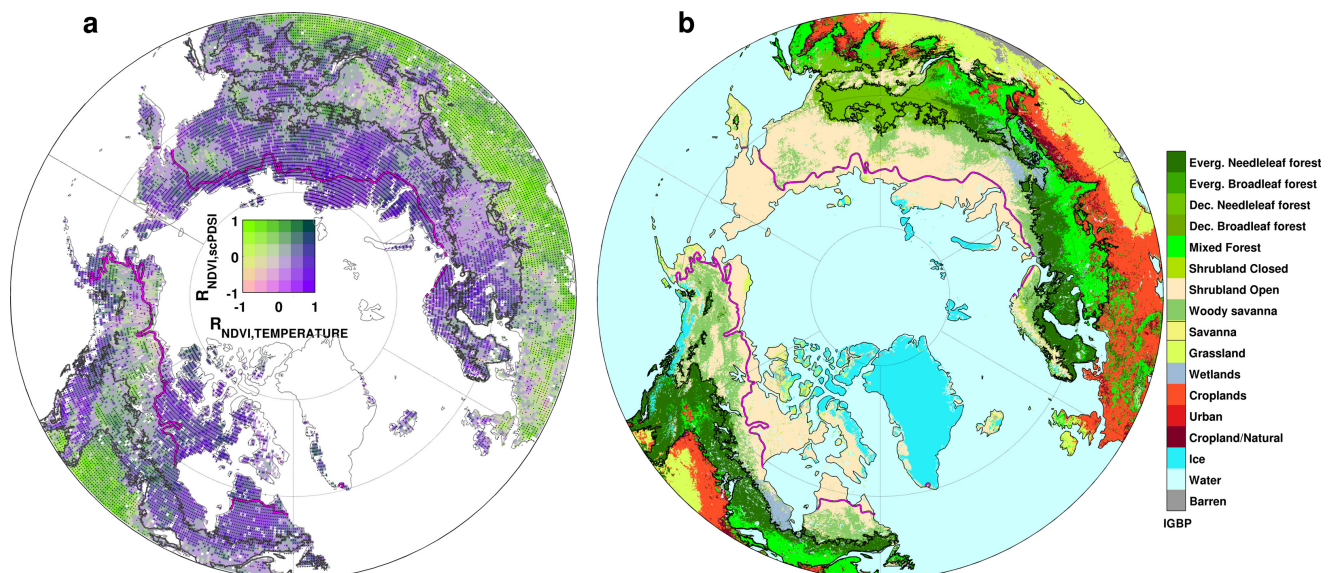 a
b
R NDVI,scPDSI
1
0
-1
-1 0 1
R NDVI,TEMPERATURE
Everg. Needleleaf forest
Everg. Broadleaf forest
Dec. Needleleaf forest
Dec. Broadleaf forest
Mixed Forest
Shrubland Closed
Shrubland Open
Woody savanna
Savanna
Grassland
Wetlands
Croplands
Urban
Cropland/Natural
Ice
Water
Barren
IGBP